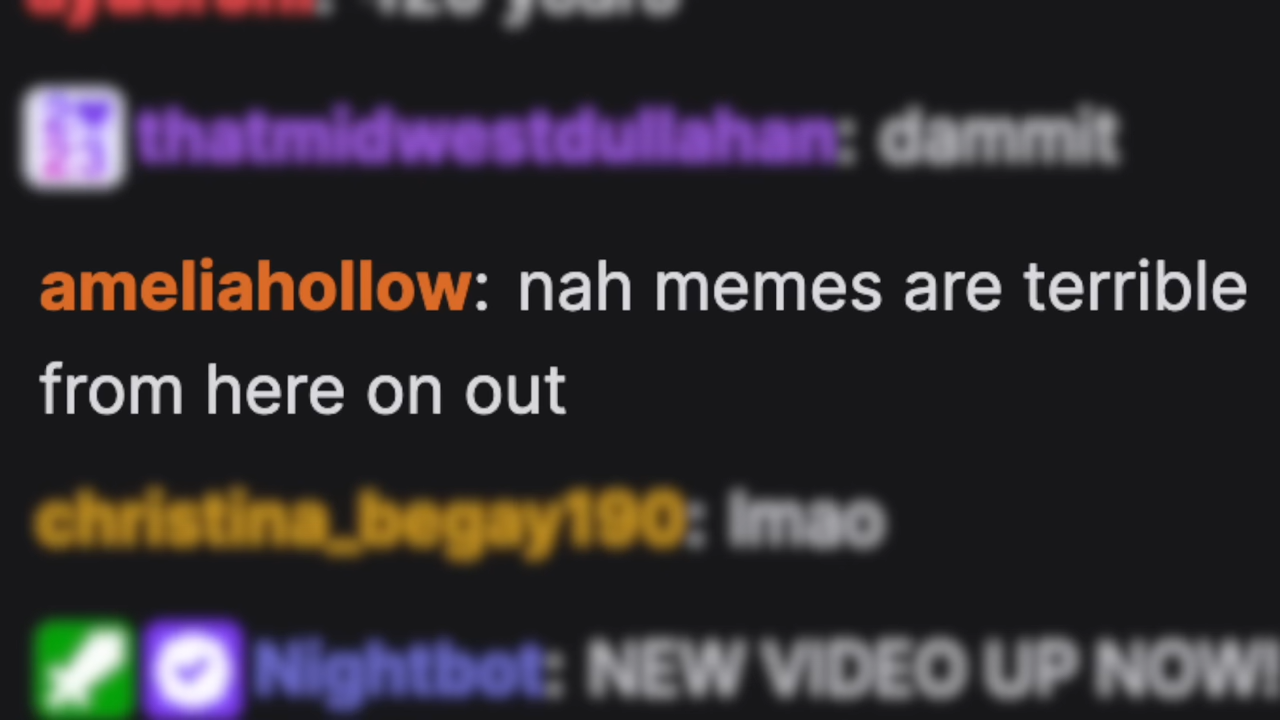 thatmidwestdullahan: dammit
ameliahollow: nah memes are terrible
from here on out
christina_begay190: lmao
Nightbot: NEW VIDEO UP NOW!